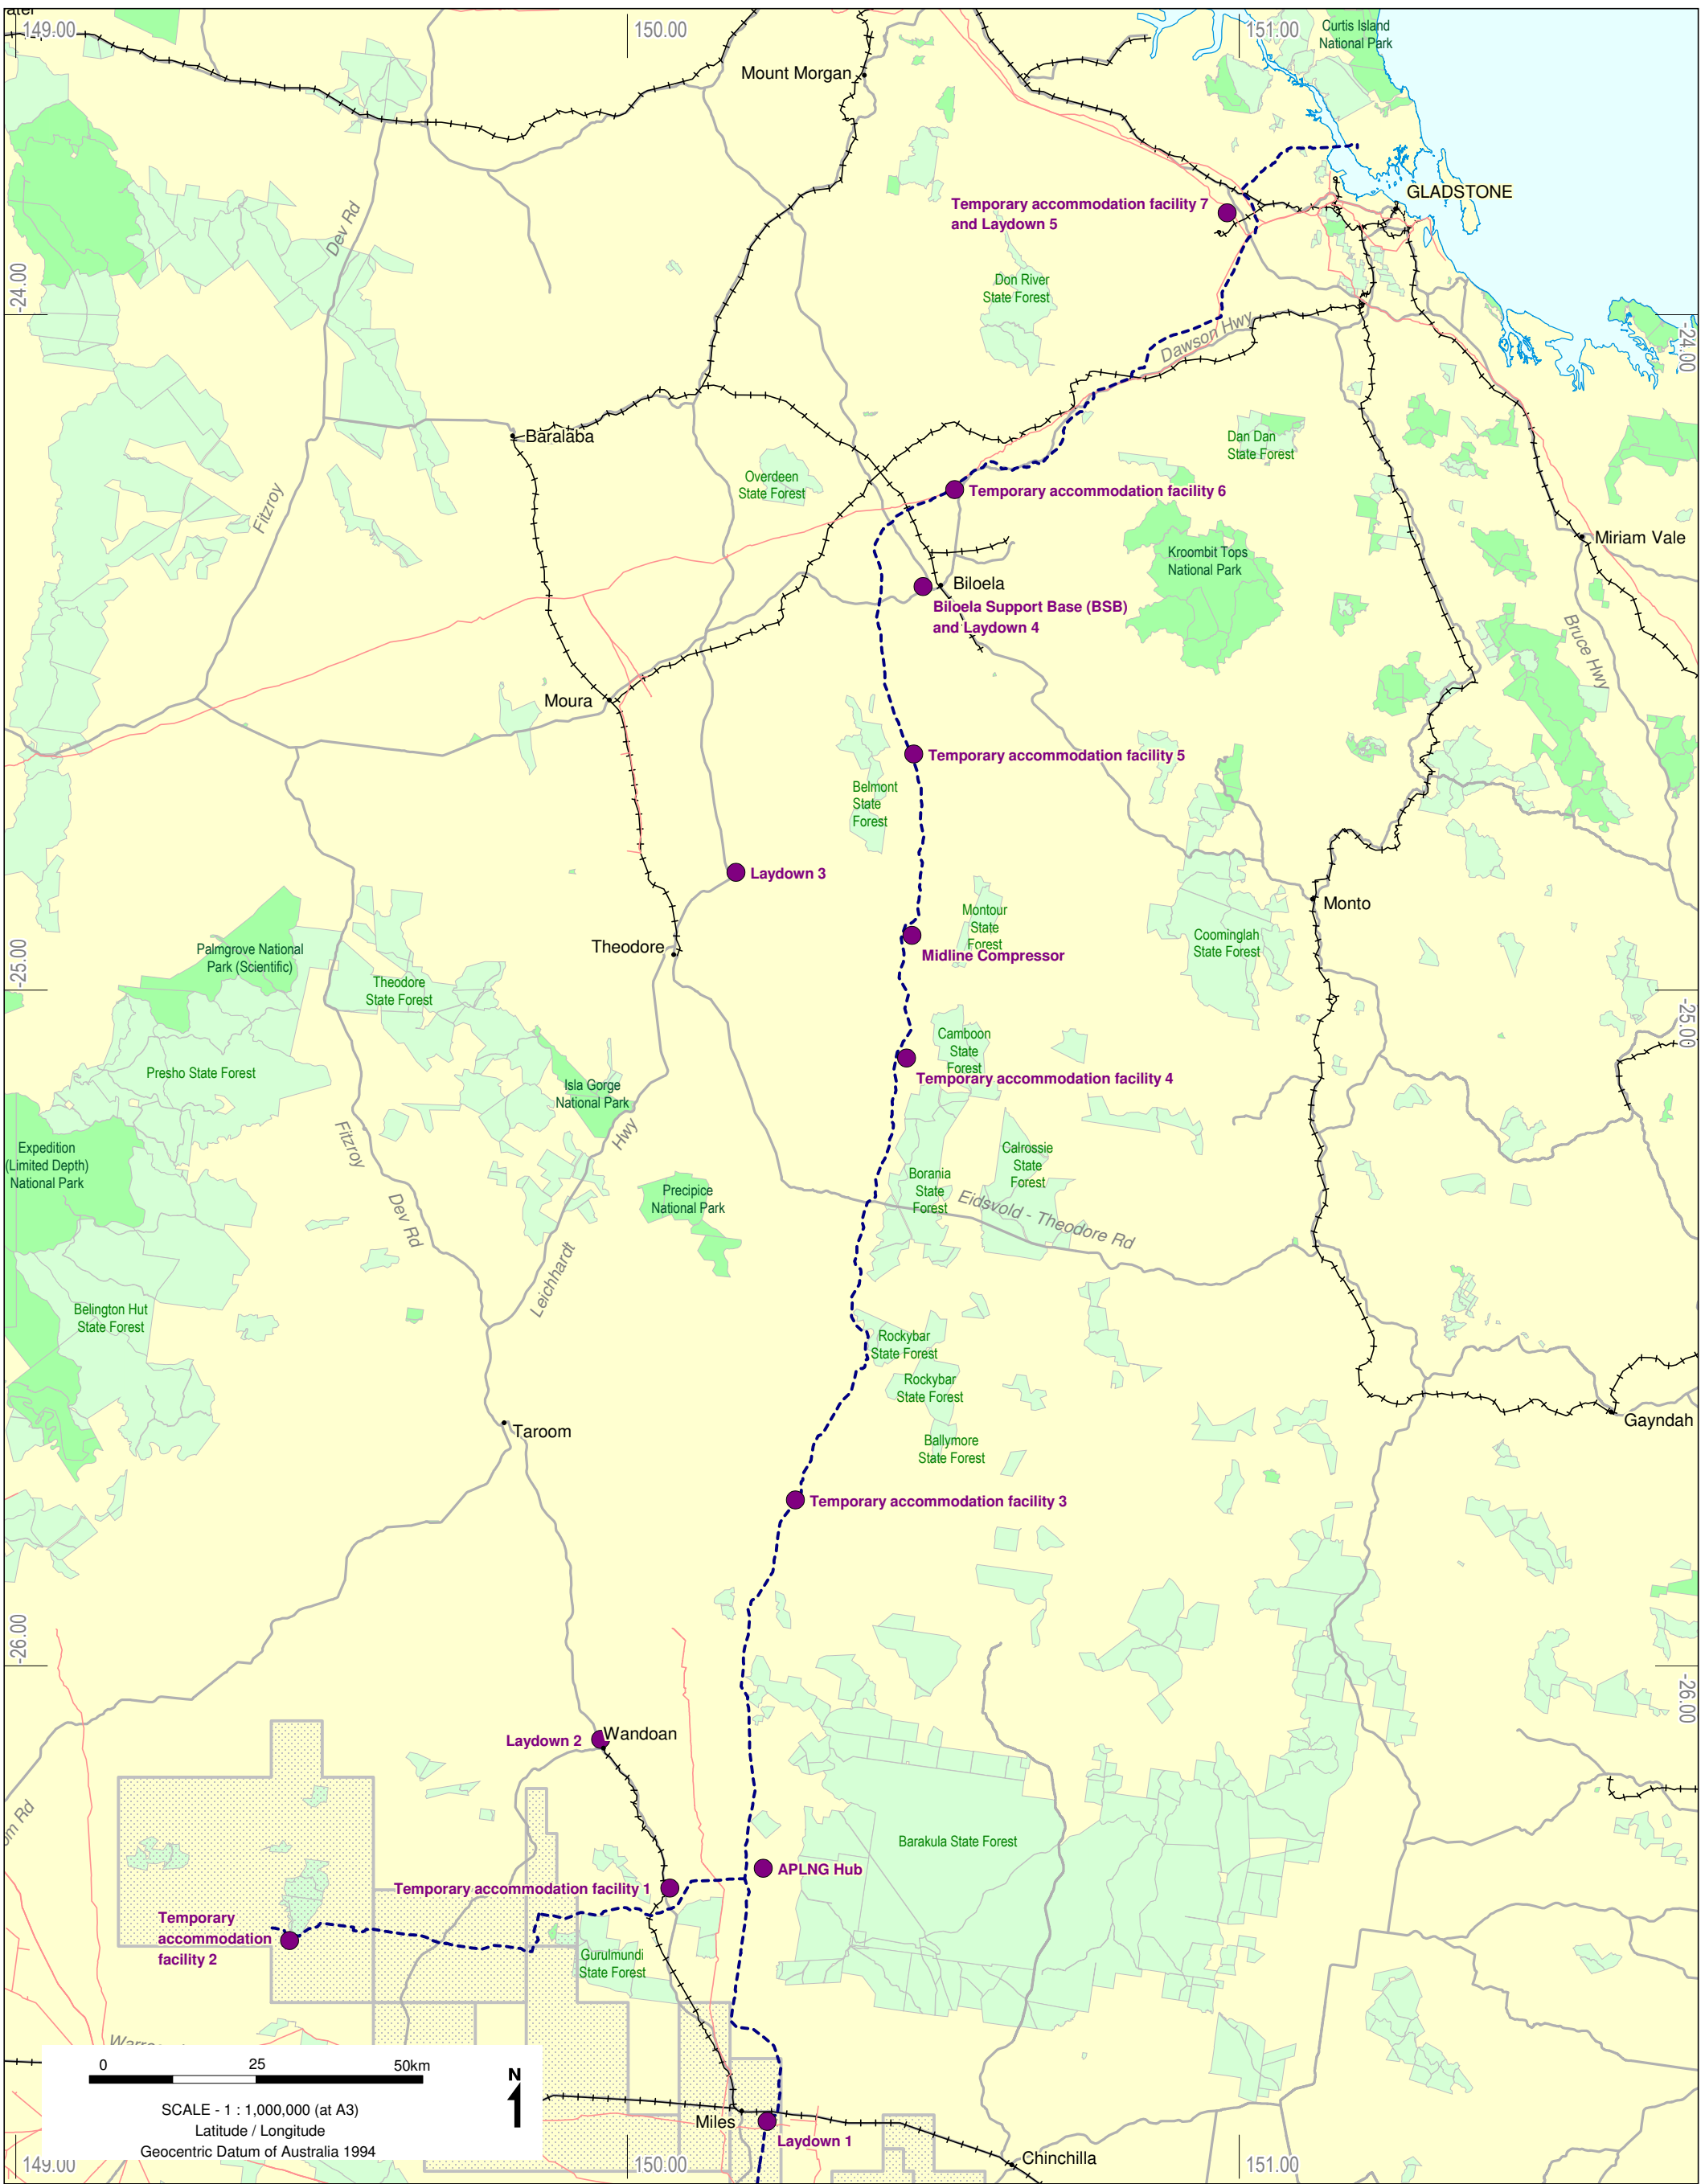 ater
149.00
150.00
151.00
Curtis Island
National Park
Mount Morgan
GLADSTONE
Temporary accommodation facility 7
and Laydown 5
Dev Rd
-24.00
-24.00
Don River
State Forest
Dawson Hwy
Baralaba
Dan Dan
State Forest
Overdeen
State Forest
Temporary accommodation facility 6
Fitzroy
Miriam Vale
Kroombit Tops
National Park
Biloela
Biloela Support Base (BSB)
and Laydown 4
Bruce Hwy
Moura
Temporary accommodation facility 5
Belmont
State
Forest
Laydown 3
Monto
Montour
State
Forest
Coominglah
State Forest
Theodore
Palmgrove National
Park (Scientific)
Midline Compressor
-25.00
-25.00
Theodore
State Forest
Camboon
State
Forest
Presho State Forest
Temporary accommodation facility 4
Isla Gorge
National Park
Hwy
Fitzroy
Expedition
(Limited Depth)
National Park
Calrossie
State
Forest
Borania
State
Forest
Precipice
National Park
Dev Rd
Eidsvold - Theodore Rd
Leichhardt
Belington Hut
State Forest
Rockybar
State Forest
Rockybar
State Forest
Gayndah
Taroom
Ballymore
State Forest
Temporary accommodation facility 3
-26.00
-26.00
Laydown 2
Wandoan
om Rd
Barakula State Forest
APLNG Hub
Temporary accommodation facility 1
Temporary
accommodation
facility 2
Gurulmundi
State Forest
0
25
50km
N
SCALE - 1 : 1,000,000 (at A3)
Latitude / Longitude
Geocentric Datum of Australia 1994
Miles
Laydown 1
Chinchilla
149.00
150.00
151.00